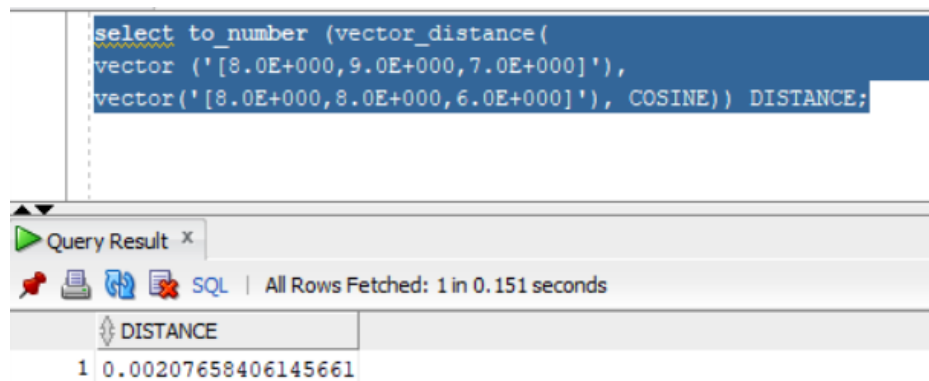 select to_number (vector_distance(
vector ('[8.0E+000,9.0E+000,7.0E+000]'),
vector('[8.0E+000,8.0E+000,6.0E+000]'), COSINE)) DISTANCE;
Query Result x
SQL | All Rows Fetched: 1 in 0.151 seconds
DISTANCE
1 0.00207658406145661